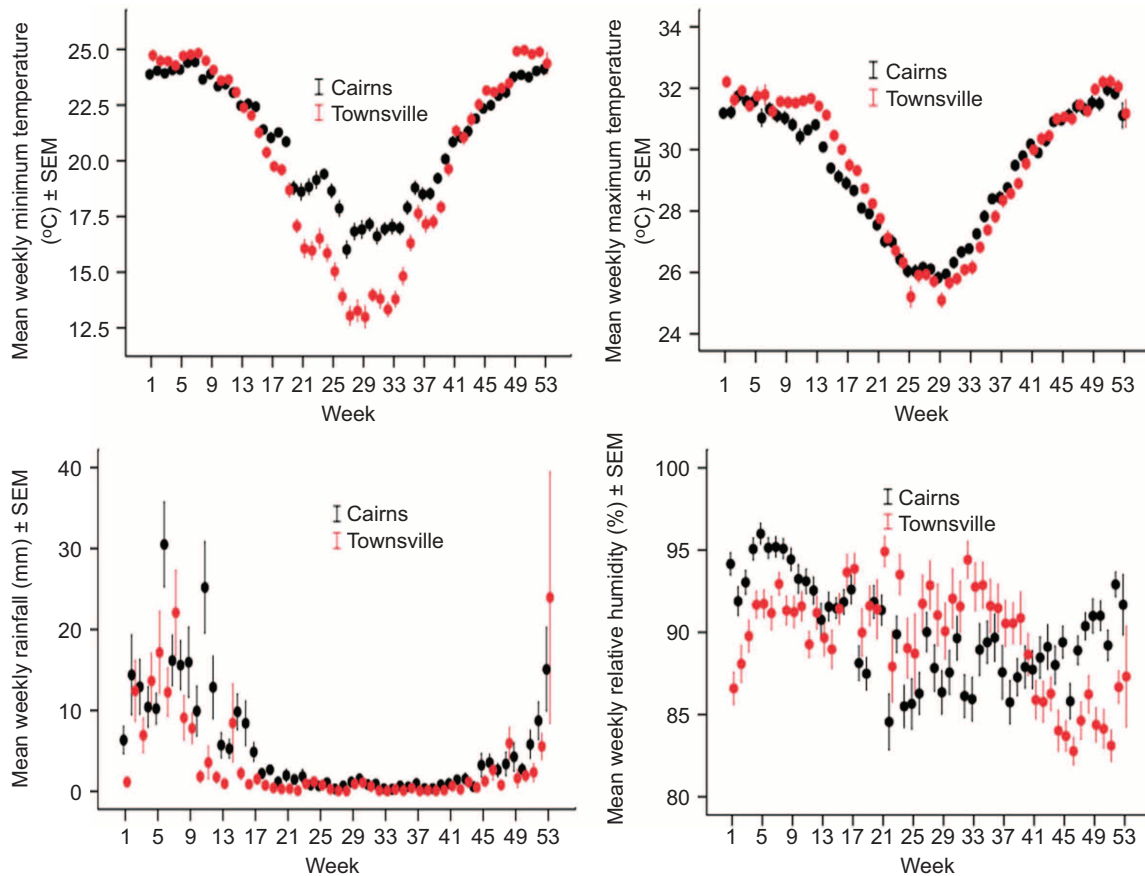 Mean weekly minimum temperature
(oC) ± SEM
25.0
22.5
20.0
17.5
15.0
12.5
Cairns
Townsville
1 5 9 13 17 21 25 29 33 37 41 45 49 53
Week
Mean weekly maximum temperature
(oC) ± SEM
34
32
30
28
26
24
Cairns
Townsville
1 5 9 13 17 21 25 29 33 37 41 45 49 53
Week
Mean weekly rainfall (mm) ± SEM
40
30
20
10
0
Cairns
Townsville
1 5 9 13 17 21 25 29 33 37 41 45 49 53
Week
Mean weekly relative humidity (%) ± SEM
100
95
90
85
80
Cairns
Townsville
1 5 9 13 17 21 25 29 33 37 41 45 49 53
Week